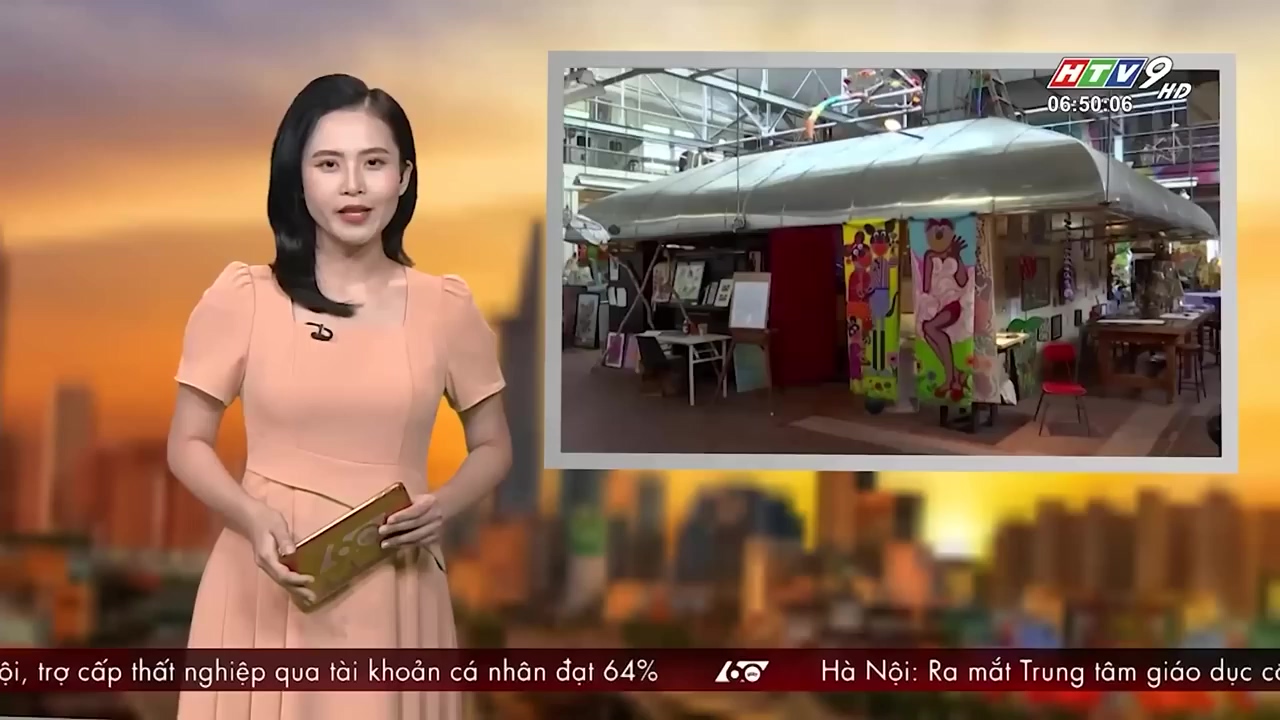 HTV9 HD
06:50:06
ội, trợ cấp thất nghiệp qua tài khoản cá nhân đạt 64%
60
Hà Nội: Ra mắt Trung tâm giáo dục